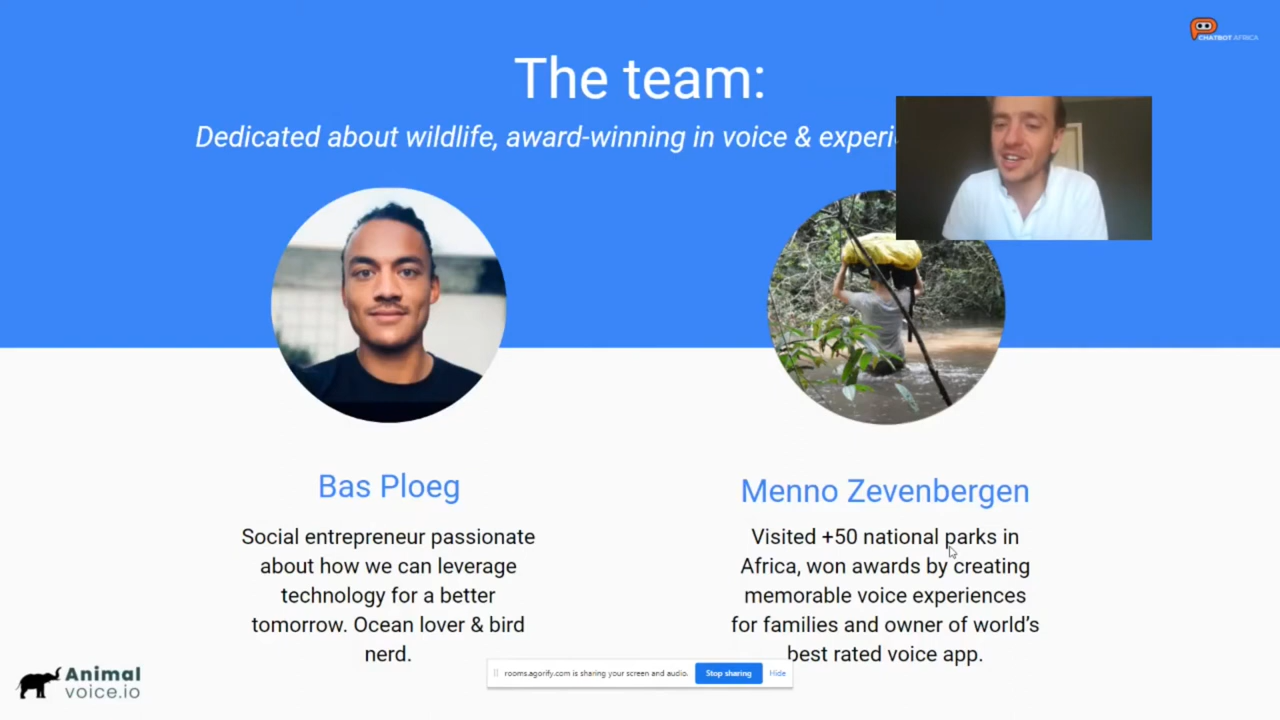 CHATBOT AFRICA
The team:
Dedicated about wildlife, award-winning in voice & experi
Bas Ploeg
Social entrepreneur passionate
about how we can leverage
technology for a better
tomorrow. Ocean lover & bird
nerd.
Menno Zevenbergen
Visited +50 national parks in
Africa, won awards by creating
memorable voice experiences
for families and owner of world’s
best rated voice app.
Animal
voice.io
rooms.agorify.com is sharing your screen and audio. Stop sharing Hide